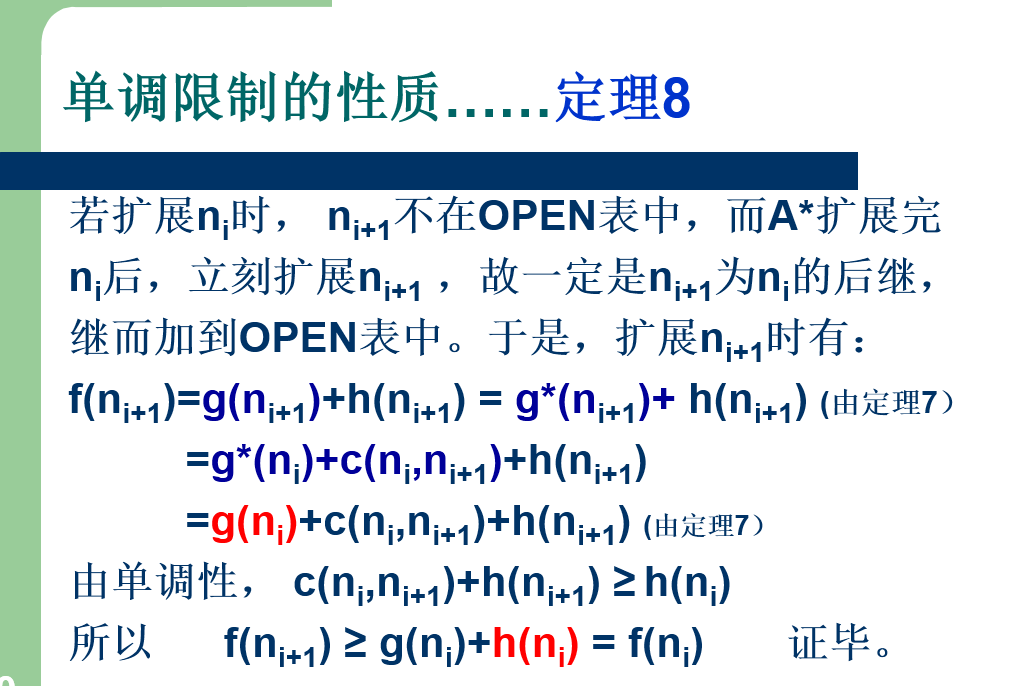 单调限制的性质……定理8
若扩展nᵢ时， nᵢ₊₁不在OPEN表中，而A*扩展完
nᵢ后，立刻扩展nᵢ₊₁ ，故一定是nᵢ₊₁为nᵢ的后继，
继而加到OPEN表中。于是，扩展nᵢ₊₁时有：
f(nᵢ₊₁)=g(nᵢ₊₁)+h(nᵢ₊₁) = g*(nᵢ₊₁)+ h(nᵢ₊₁) (由定理7）
=g*(nᵢ)+c(nᵢ,nᵢ₊₁)+h(nᵢ₊₁)
=g(nᵢ)+c(nᵢ,nᵢ₊₁)+h(nᵢ₊₁) (由定理7）
由单调性， c(nᵢ,nᵢ₊₁)+h(nᵢ₊₁) ≥ h(nᵢ)
所以 f(nᵢ₊₁) ≥ g(nᵢ)+h(nᵢ) = f(nᵢ) 证毕。